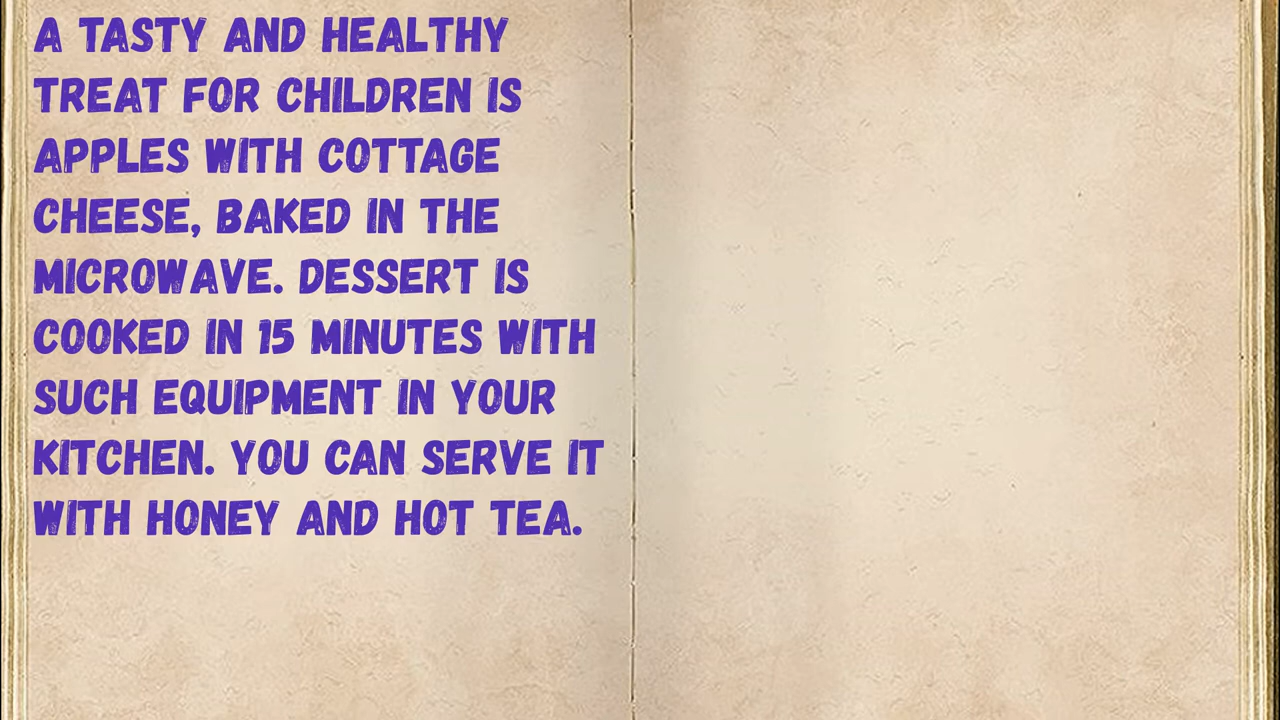 A TASTY AND HEALTHY
TREAT FOR CHILDREN IS
APPLES WITH COTTAGE
CHEESE, BAKED IN THE
MICROWAVE. DESSERT IS
COOKED IN 15 MINUTES WITH
SUCH EQUIPMENT IN YOUR
KITCHEN. YOU CAN SERVE IT
WITH HONEY AND HOT TEA.